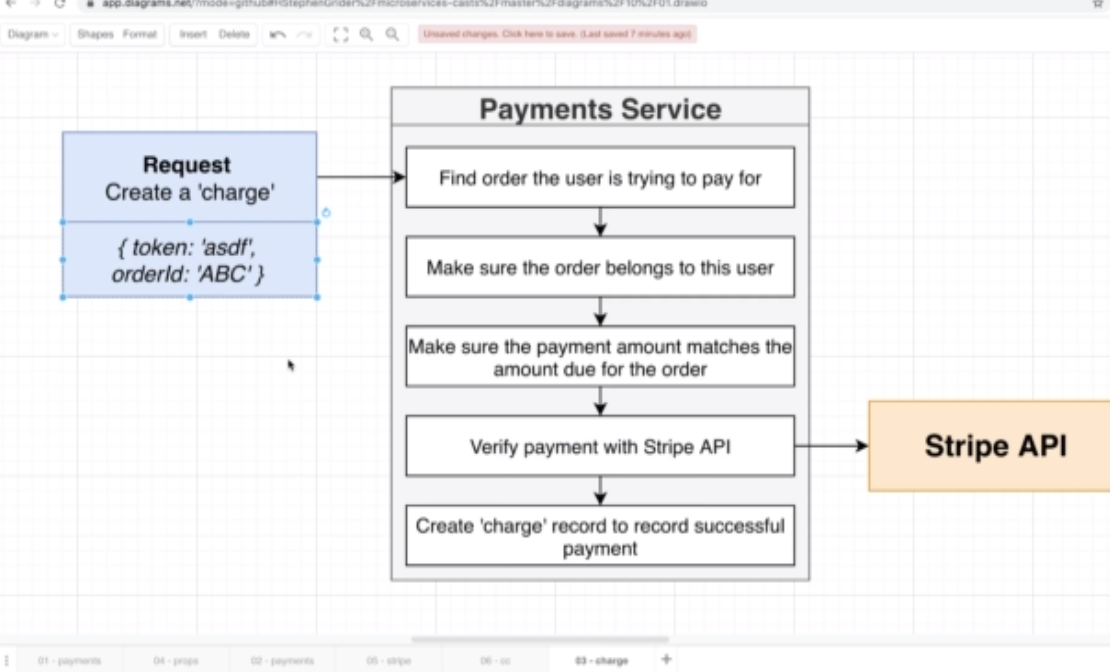 app.diagrams.net/?mode=github#HStephenGrider%2Fmicroservices-casts%2Fmaster%2Fdiagrams%2F10%2F01.drawio
Diagram Shapes Format Insert Delete Unsaved changes. Click here to save. (Last saved 7 minutes ago)
Payments Service
Request
Create a 'charge'
{ token: 'asdf',
orderId: 'ABC' }
Find order the user is trying to pay for
Make sure the order belongs to this user
Make sure the payment amount matches the
amount due for the order
Verify payment with Stripe API
Stripe API
Create 'charge' record to record successful
payment
01 - payments 04 - props 02 - payments 05 - stripe 06 - cc 03 - charge